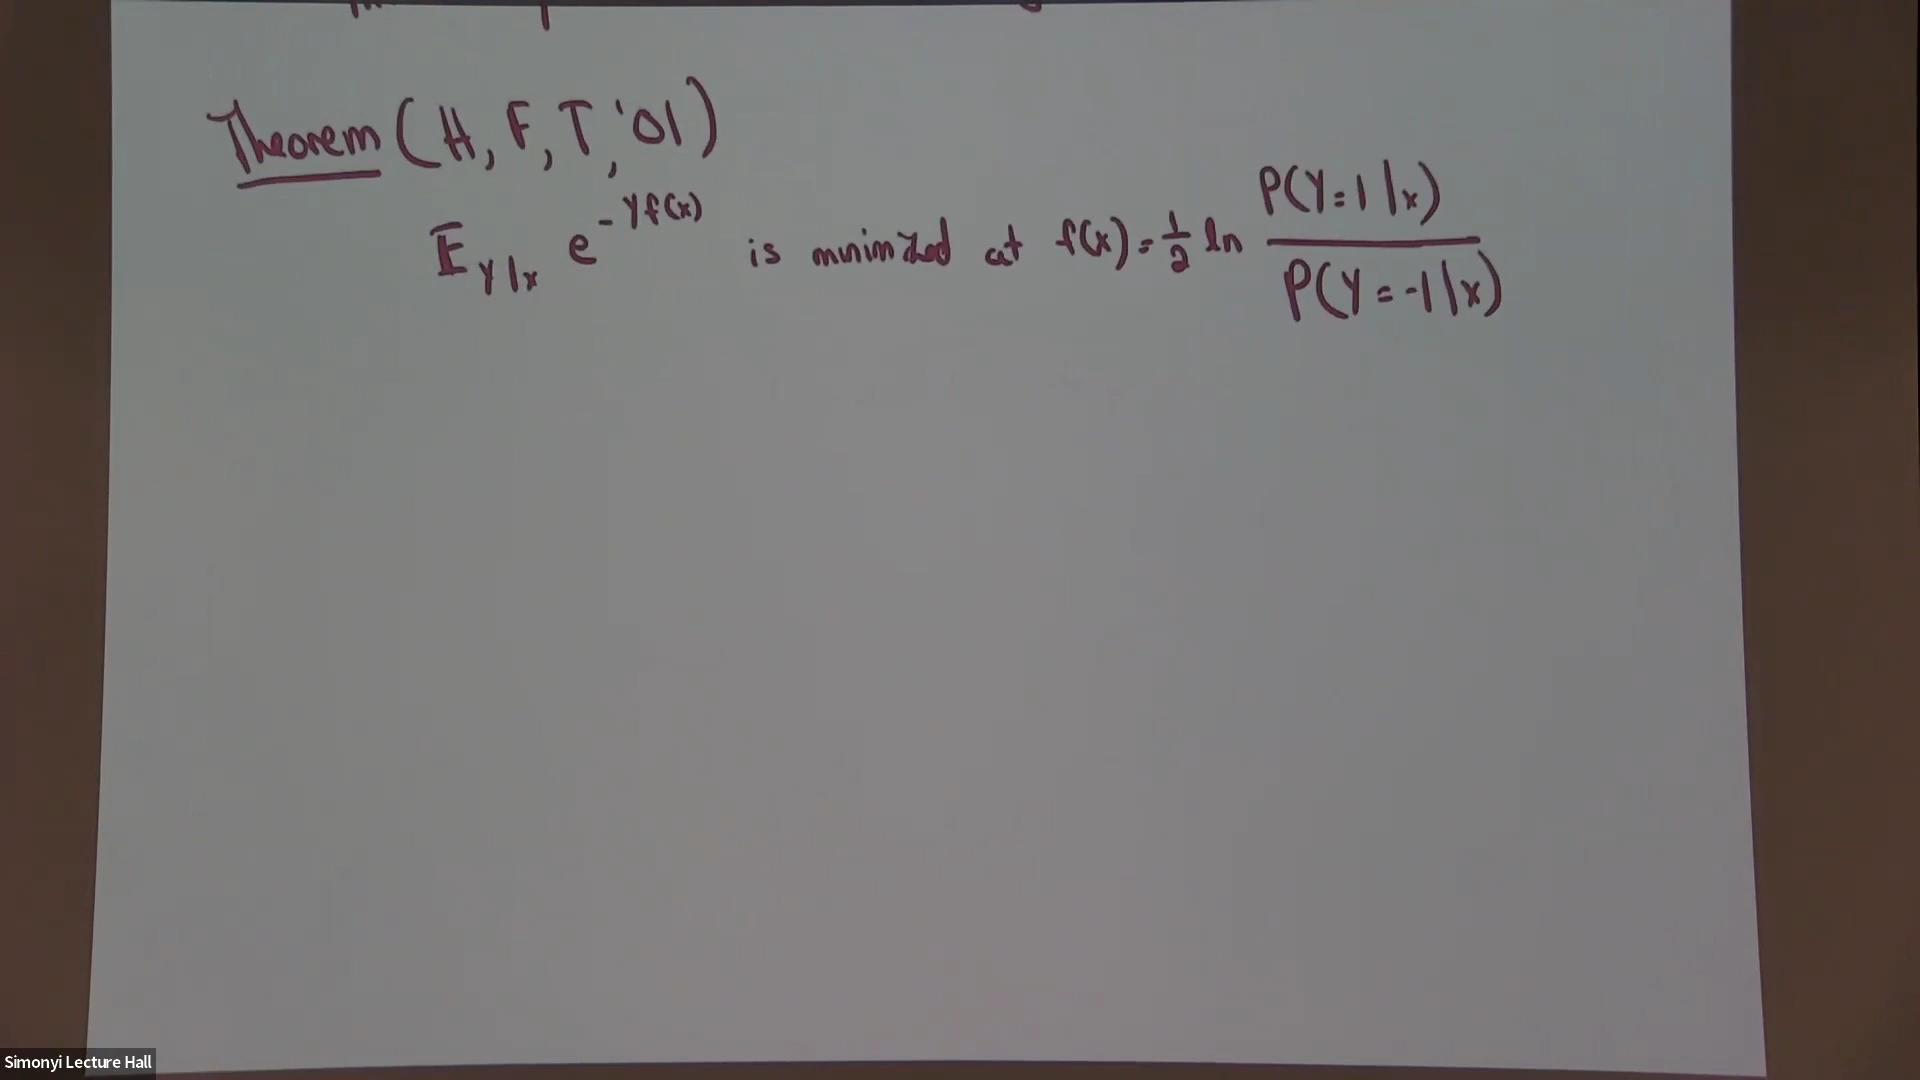 Theorem (H, F, T, '01)
E_{Y|x} e^{-Yf(x)} is minimized at f(x) = 1/2 ln P(Y=1|x) / P(Y=-1|x)
Simonyi Lecture Hall